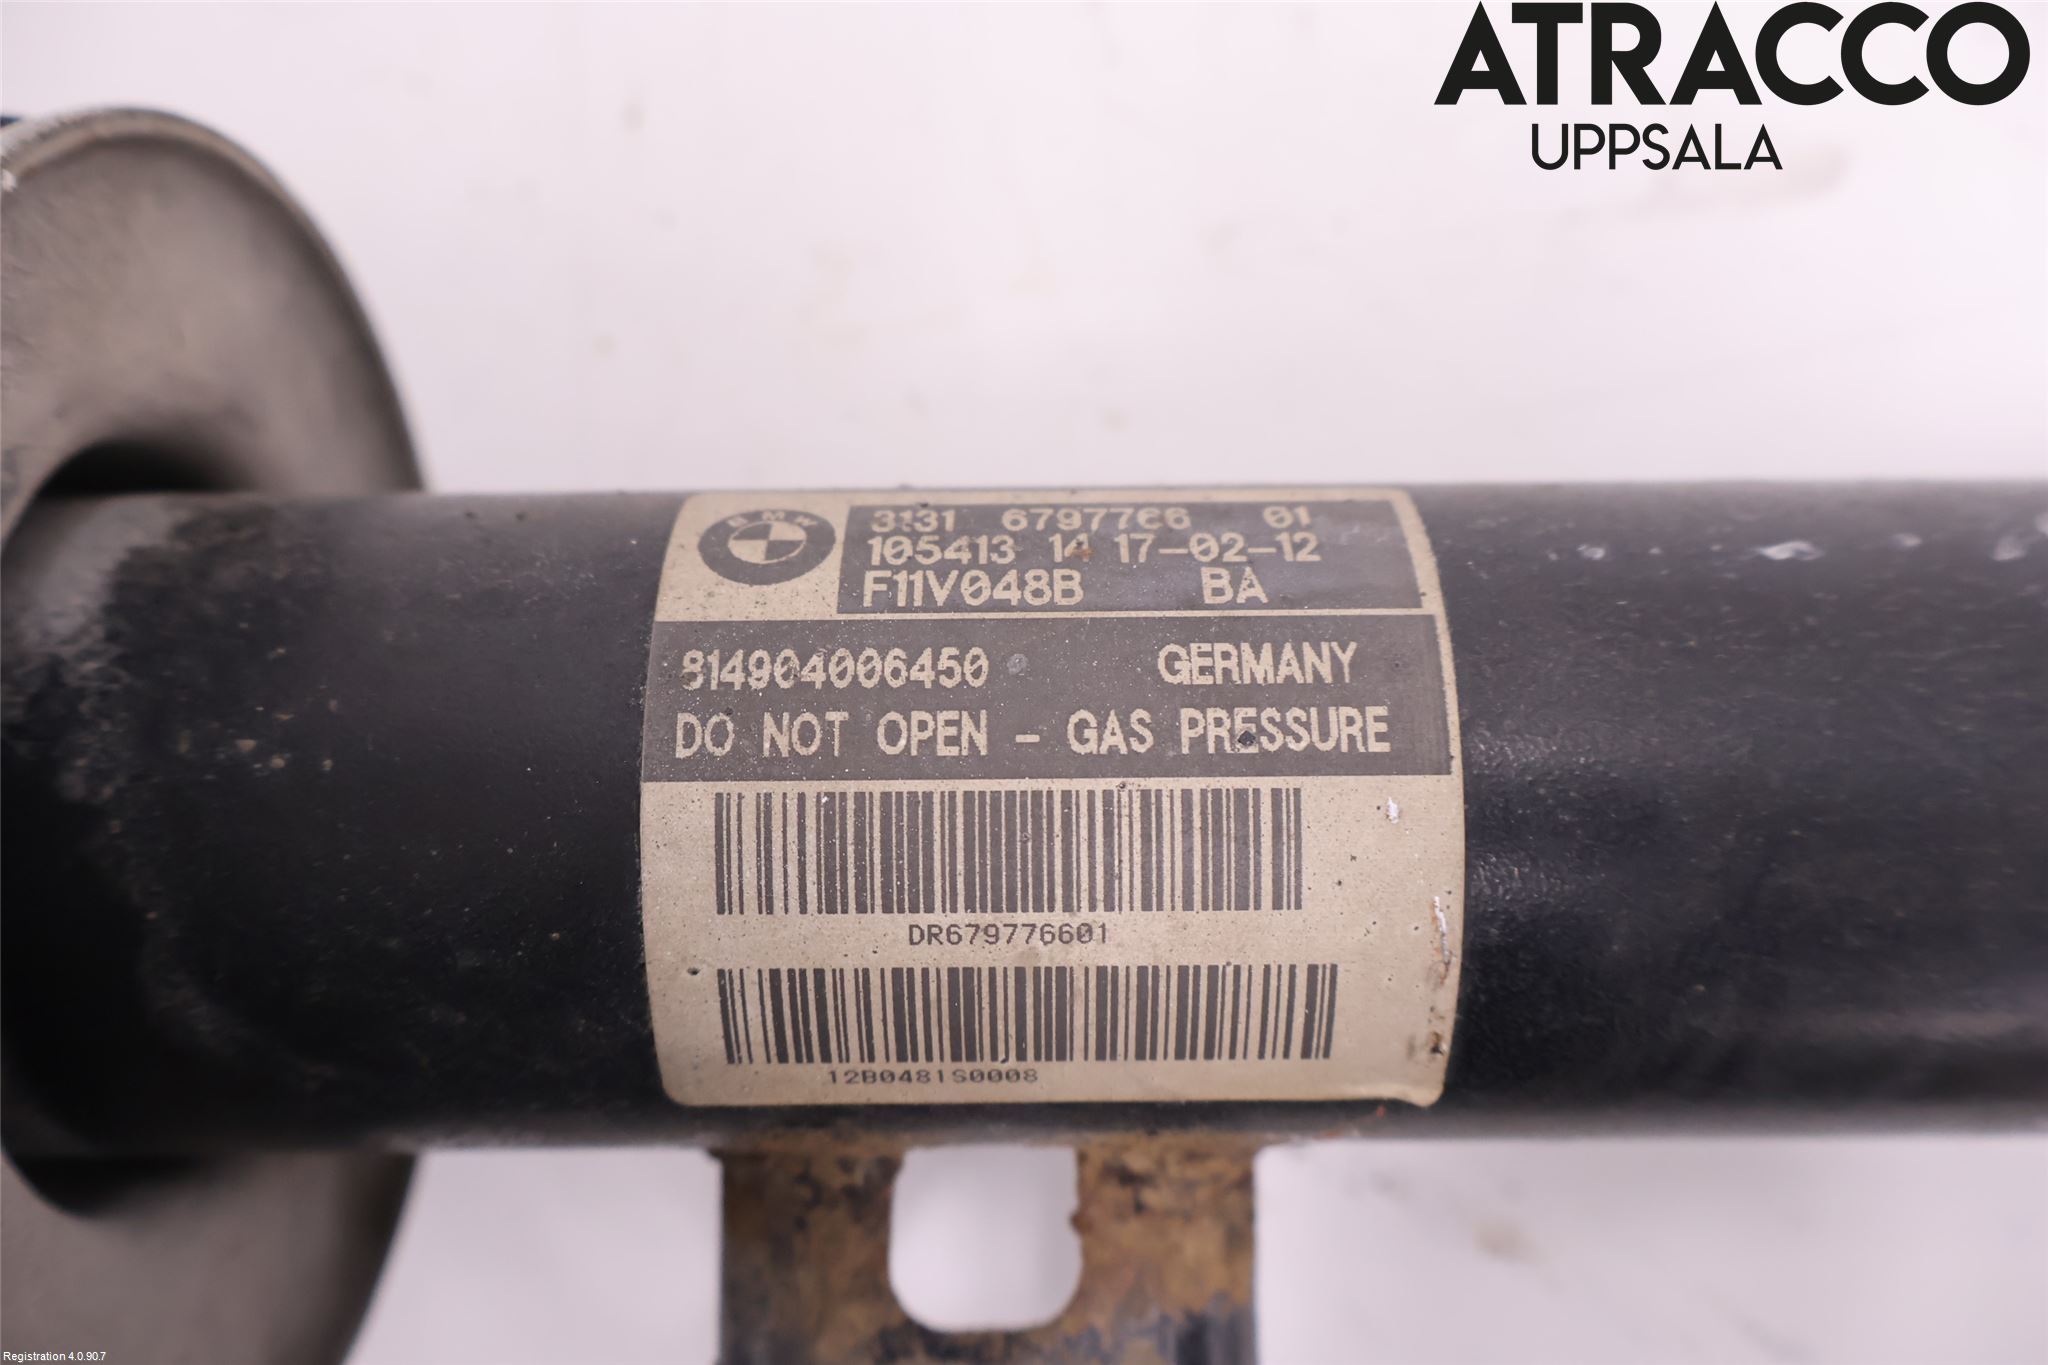 ATRACCO
UPPSALA
BMW
3131 6797766 01
105413 14 17-02-12
F11V048B BA
814904006450 GERMANY
DO NOT OPEN - GAS PRESSURE
DR679776601
12B0481S0008
Registration 4.0.90.7